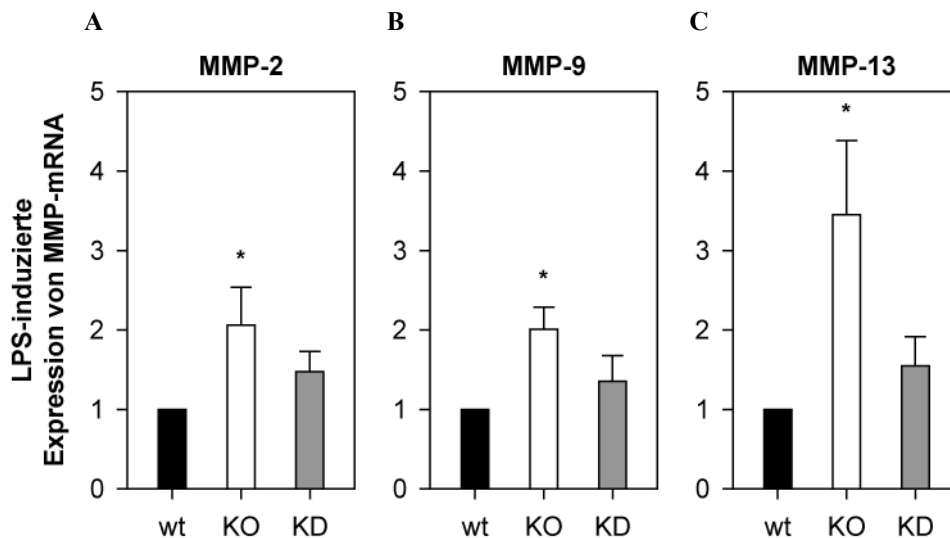 A
B
C
MMP-2
MMP-9
MMP-13
LPS-induzierte
Expression von MMP-mRNA
5
4
3
2
1
0
*
wt KO KD
5
4
3
2
1
0
*
wt KO KD
5
4
3
2
1
0
*
wt KO KD